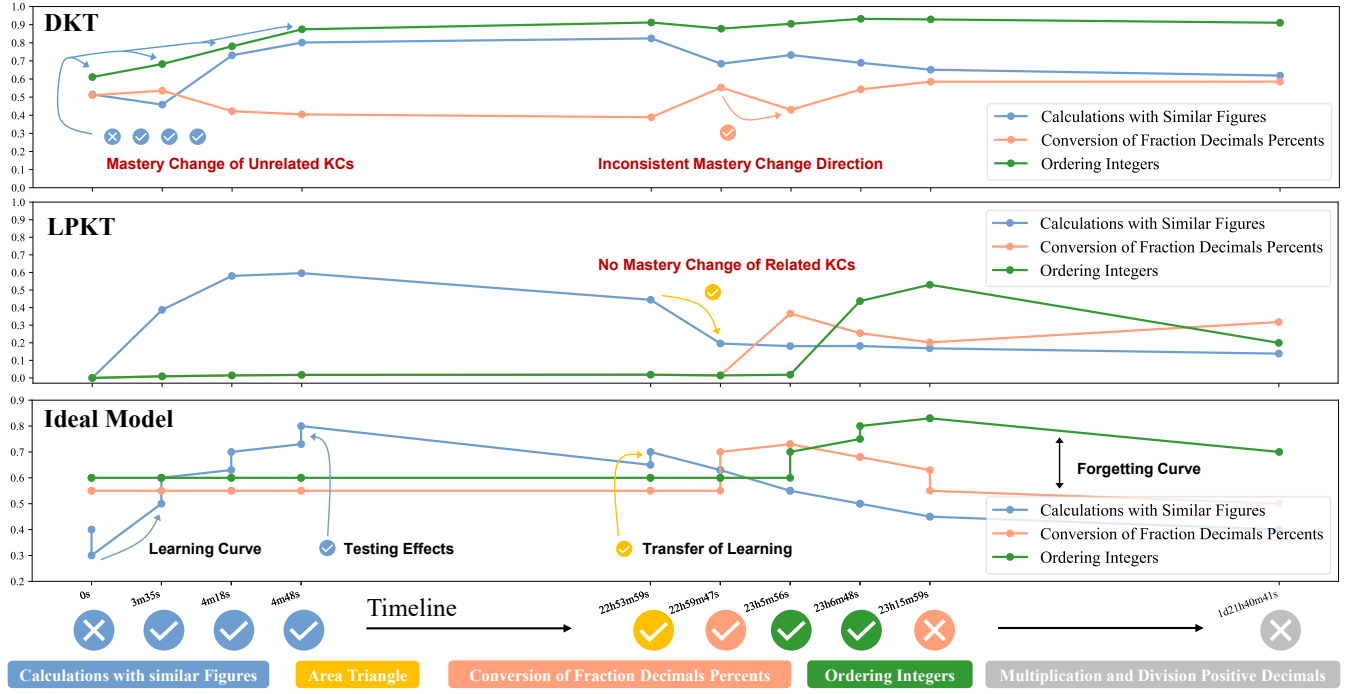 DKT
1.0
0.9
0.8
0.7
0.6
0.5
0.4
0.3
0.2
0.1
0.0
Mastery Change of Unrelated KCs
Inconsistent Mastery Change Direction
Calculations with Similar Figures
Conversion of Fraction Decimals Percents
Ordering Integers
LPKT
1.0
0.9
0.8
0.7
0.6
0.5
0.4
0.3
0.2
0.1
0.0
No Mastery Change of Related KCs
Calculations with Similar Figures
Conversion of Fraction Decimals Percents
Ordering Integers
Ideal Model
0.9
0.8
0.7
0.6
0.5
0.4
0.3
0.2
Learning Curve
Testing Effects
Transfer of Learning
Forgetting Curve
Calculations with Similar Figures
Conversion of Fraction Decimals Percents
Ordering Integers
0s
3m35s
4m18s
4m48s
Timeline
22h53m59s
22h59m47s
23h5m56s
23h6m48s
23h15m59s
1d21h40m41s
Calculations with similar Figures
Area Triangle
Conversion of Fraction Decimals Percents
Ordering Integers
Multiplication and Division Positive Decimals